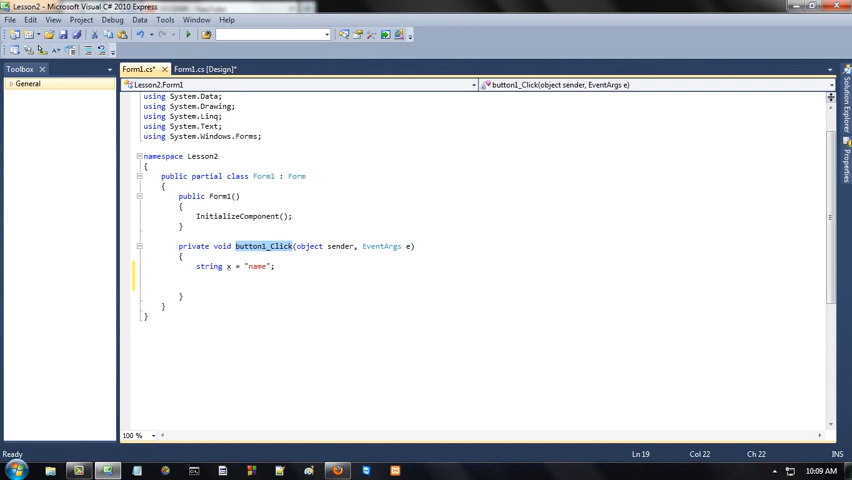 Lesson2 - Microsoft Visual C# 2010 Express
File Edit View Project Debug Data Tools Window Help
Toolbox
Form1.cs*
Form1.cs [Design]*
General
Lesson2.Form1
button1_Click(object sender, EventArgs e)
using System.Data;
using System.Drawing;
using System.Linq;
using System.Text;
using System.Windows.Forms;
namespace Lesson2
{
public partial class Form1 : Form
{
public Form1()
{
InitializeComponent();
}
private void button1_Click(object sender, EventArgs e)
{
string x = "name";
}
}
}
100 %
Solution Explorer
Properties
Ready
Ln 19
Col 22
Ch 22
INS
10:09 AM